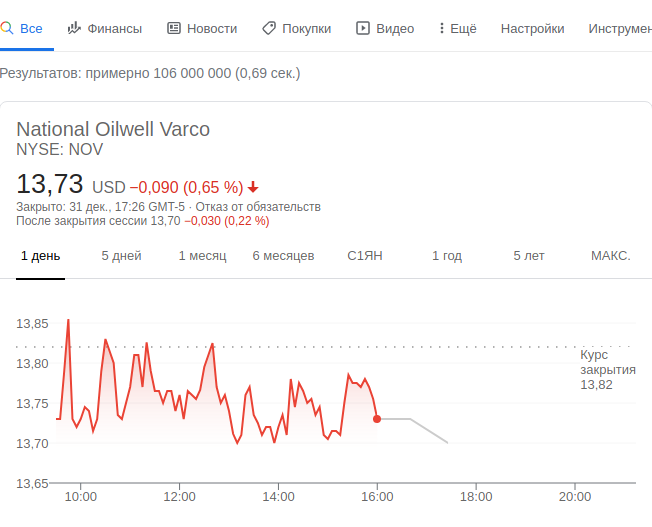 Все Финансы Новости Покупки Видео Ещё Настройки Инструмен
Результатов: примерно 106 000 000 (0,69 сек.)
National Oilwell Varco
NYSE: NOV
13,73 USD −0,090 (0,65 %)
Закрыто: 31 дек., 17:26 GMT-5 · Отказ от обязательств
После закрытия сессии 13,70 −0,030 (0,22 %)
1 день 5 дней 1 месяц 6 месяцев С1ЯН 1 год 5 лет МАКС.
13,85
Курс
закрытия
13,82
13,80
13,75
13,70
13,65
10:00 12:00 14:00 16:00 18:00 20:00